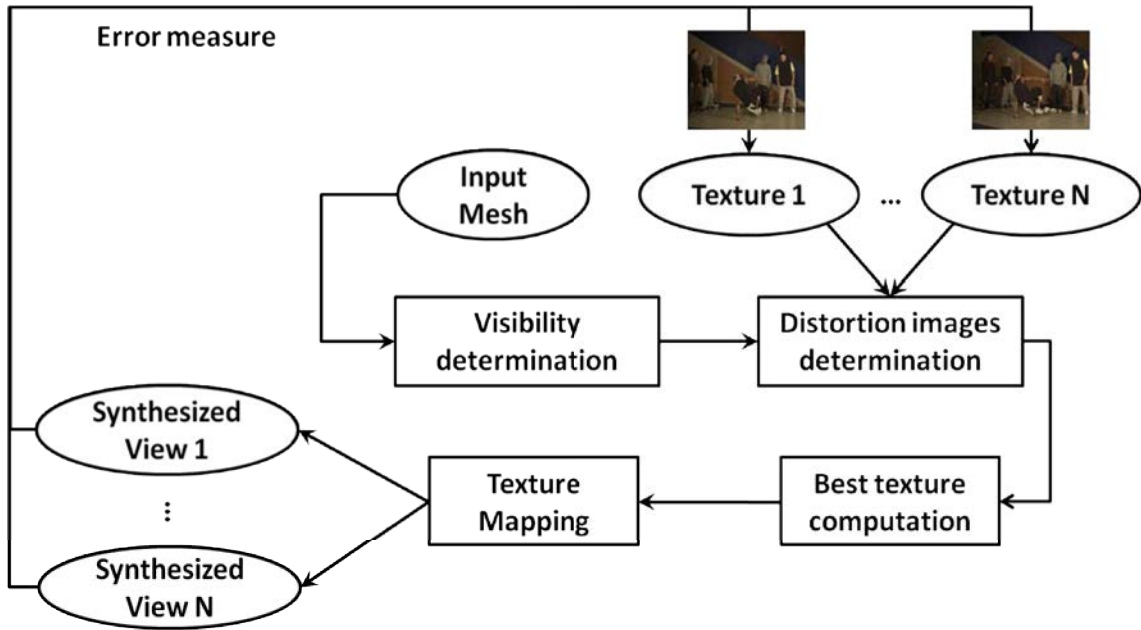 Error measure
Input
Mesh
Texture 1
...
Texture N
Visibility
determination
Distortion images
determination
Synthesized
View 1
...
Synthesized
View N
Texture
Mapping
Best texture
computation